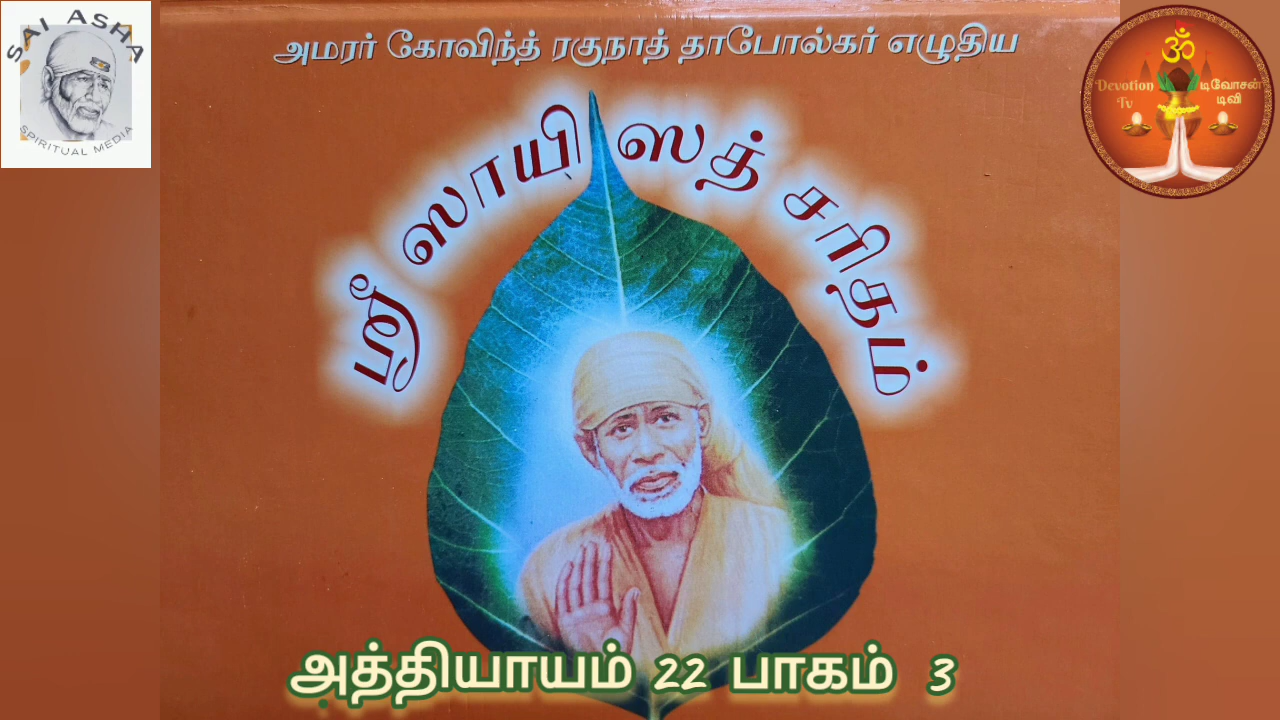 SAI ASHA
SPIRITUAL MEDIA
அமரர் கோவிந்த் ரகுநாத் தாபோல்கர் எழுதிய
ஸ்ரீ ஸாயி ஸத் சரிதம்
ௐ
Devotion
Tv
டிவோசன்
டிவி
அத்தியாயம் 22 பாகம் 3